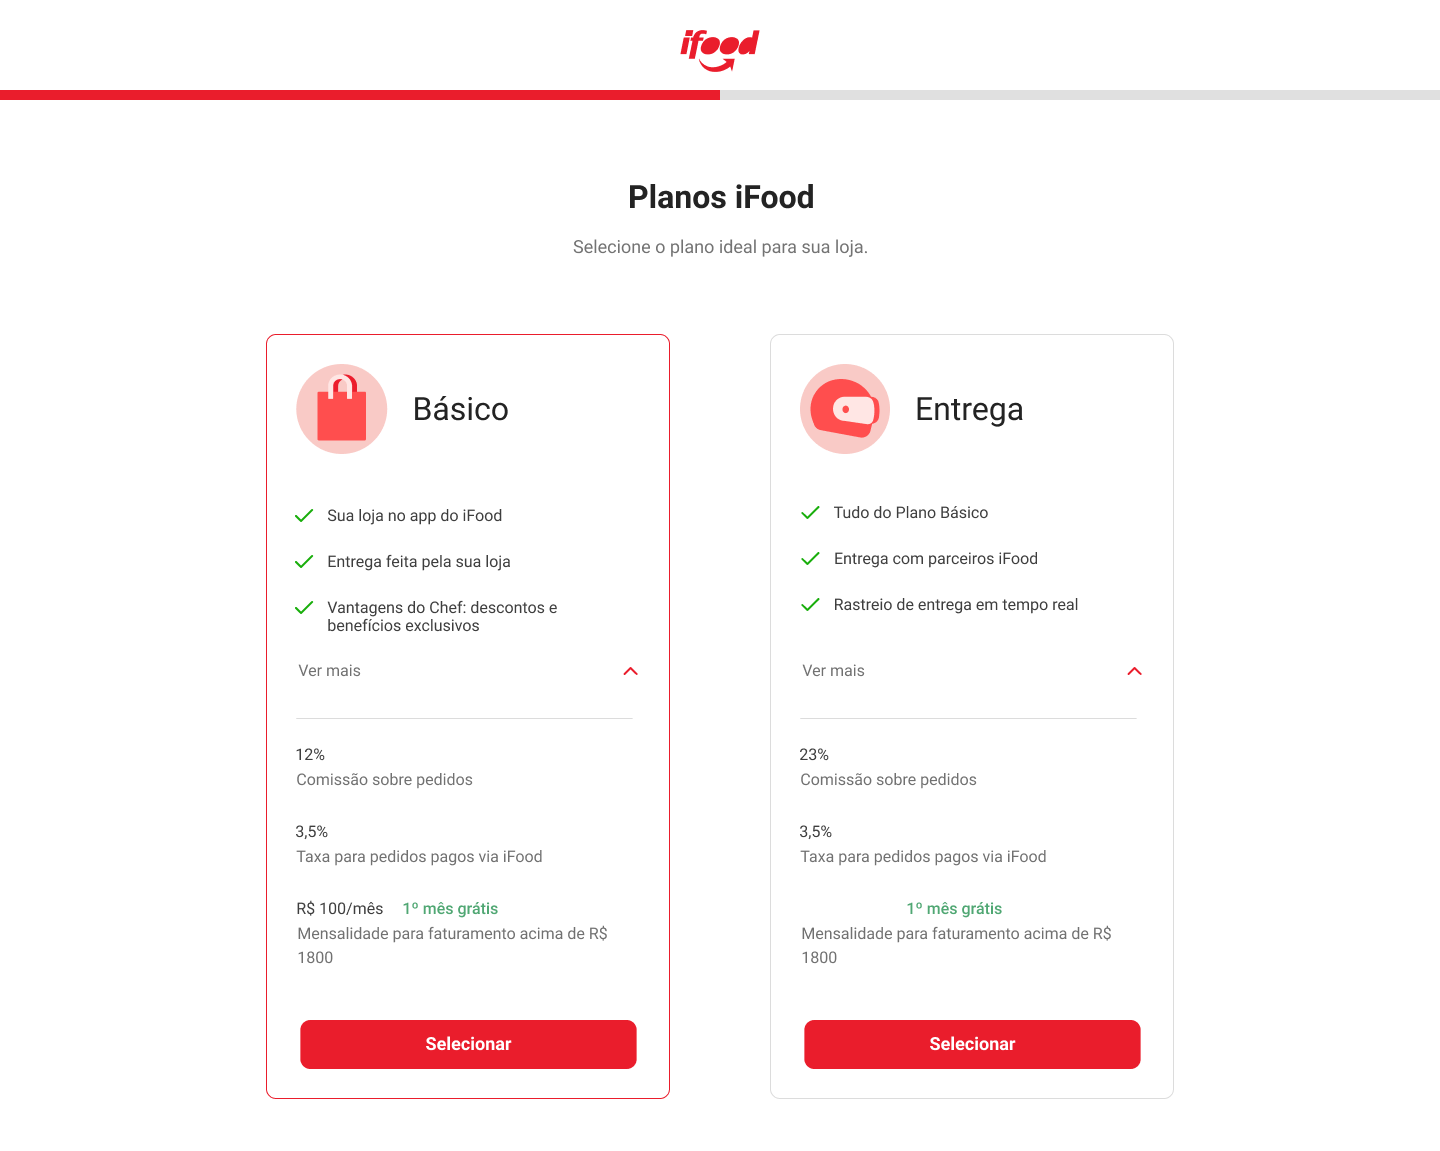 ifood
Planos iFood
Selecione o plano ideal para sua loja.
Básico
Sua loja no app do iFood
Entrega feita pela sua loja
Vantagens do Chef: descontos e
benefícios exclusivos
Ver mais
12%
Comissão sobre pedidos
3,5%
Taxa para pedidos pagos via iFood
R$ 100/mês 1º mês grátis
Mensalidade para faturamento acima de R$
1800
Selecionar
Entrega
Tudo do Plano Básico
Entrega com parceiros iFood
Rastreio de entrega em tempo real
Ver mais
23%
Comissão sobre pedidos
3,5%
Taxa para pedidos pagos via iFood
1º mês grátis
Mensalidade para faturamento acima de R$
1800
Selecionar